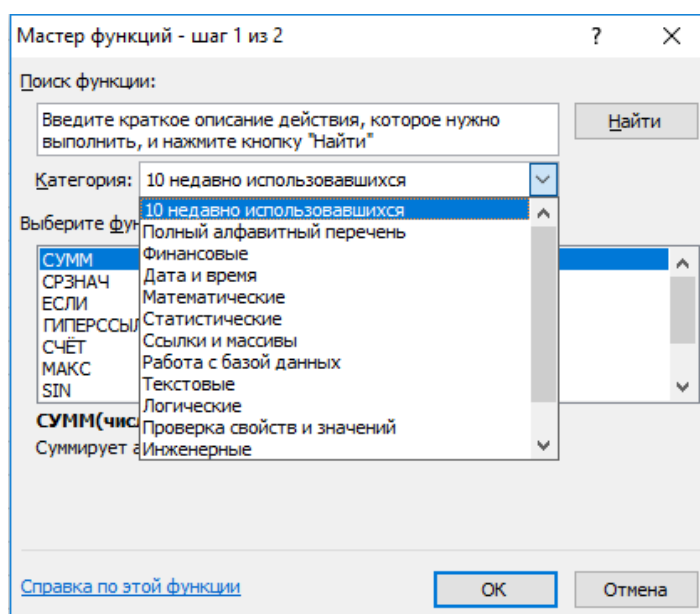 Мастер функций - шаг 1 из 2
?
Поиск функции:
Введите краткое описание действия, которое нужно
выполнить, и нажмите кнопку "Найти"
Найти
Категория:
10 недавно использовавшихся
10 недавно использовавшихся
Полный алфавитный перечень
Финансовые
Дата и время
Математические
Статистические
Ссылки и массивы
Работа с базой данных
Текстовые
Логические
Проверка свойств и значений
Инженерные
Выберите фун
СУММ
СРЗНАЧ
ЕСЛИ
ГИПЕРССЫЛ
СЧЁТ
МАКС
SIN
СУММ(чис
Суммирует а
Справка по этой функции
ОК
Отмена